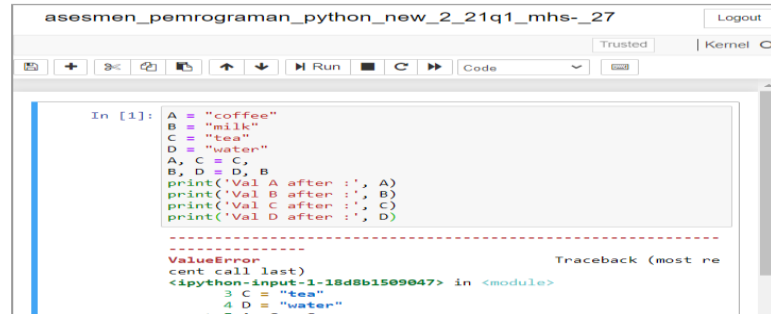 asesmen_pemrograman_python_new_2_21q1_mhs-_27
Logout
Trusted
Kernel
Run
Code
In [1]: A = "coffee"
B = "milk"
C = "tea"
D = "water"
A, C = C,
B, D = D, B
print('Val A after :', A)
print('Val B after :', B)
print('Val C after :', C)
print('Val D after :', D)
---------------------------------------------------------------------------
ValueError Traceback (most re
cent call last)
<ipython-input-1-18d8b1509047> in <module>
3 C = "tea"
4 D = "water"